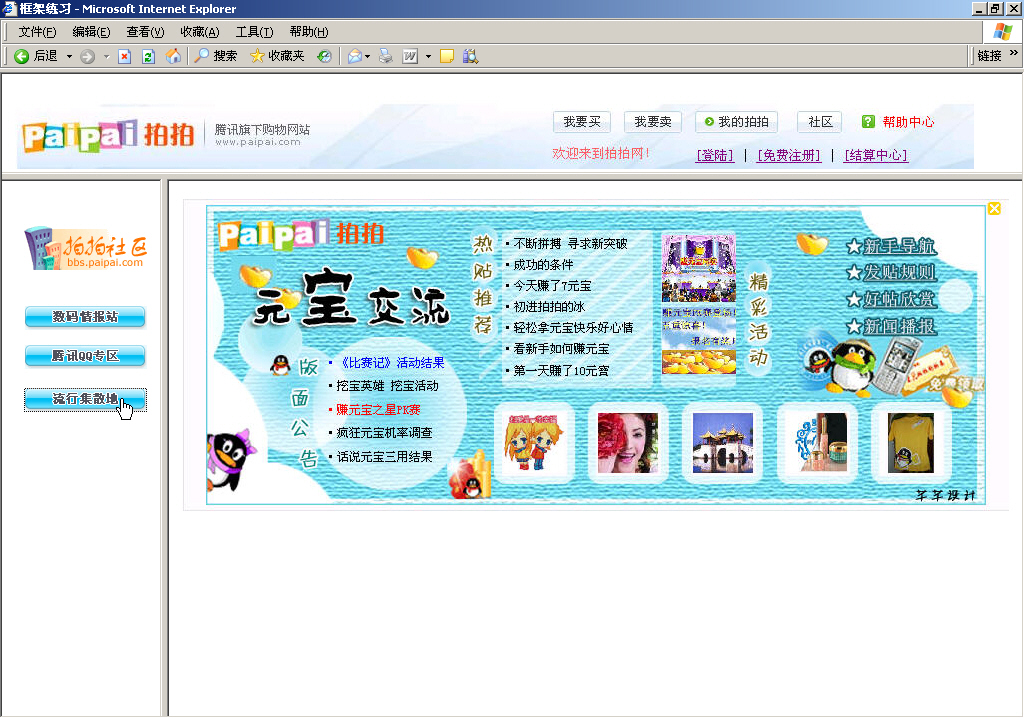 框架练习 - Microsoft Internet Explorer
文件(F) 编辑(E) 查看(V) 收藏(A) 工具(T) 帮助(H)
后退 搜索 收藏夹 链接 »
PaiPai 拍拍 腾讯旗下购物网站
www.paipai.com
我要买 我要卖 我的拍拍 社区 帮助中心
欢迎来到拍拍网! [登陆] | [免费注册] | [结算中心]
拍拍社区
bbs.paipai.com
数码情报站
腾讯QQ专区
流行集散地
PaiPai 拍拍
元宝交流
版面公告
·《比赛记》活动结果
·挖宝英雄 挖宝活动
·赚元宝之星PK赛
·疯狂元宝机率调查
·话说元宝三用结果
热贴推荐
·不断拼搏 寻求新突破
·成功的条件
·今天赚了7元宝
·初进拍拍的冰
·轻松拿元宝快乐好心情
·看新手如何赚元宝
·第一天赚了10元寶
精彩活动
★新手导航
★发贴规则
★好帖欣赏
★新闻播报
免费领取
羊羊设计